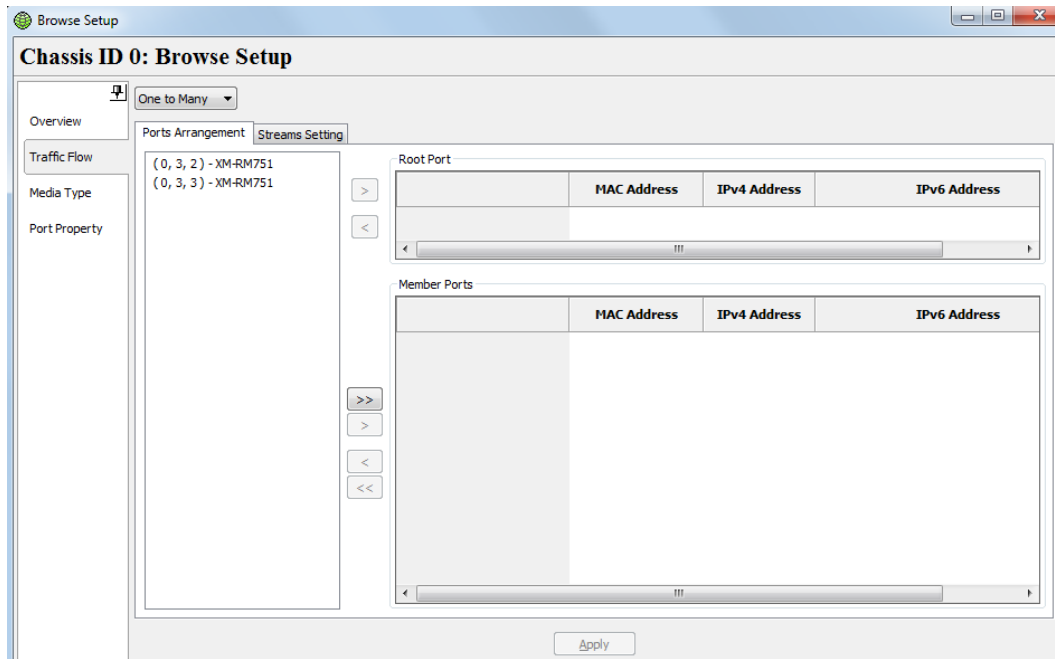 Browse Setup
Chassis ID 0: Browse Setup
One to Many
Overview
Traffic Flow
Media Type
Port Property
Ports Arrangement
Streams Setting
( 0, 3, 2 ) - XM-RM751
( 0, 3, 3 ) - XM-RM751
>
<
Root Port
MAC Address IPv4 Address IPv6 Address
Member Ports
MAC Address IPv4 Address IPv6 Address
>>
>
<
<<
Apply